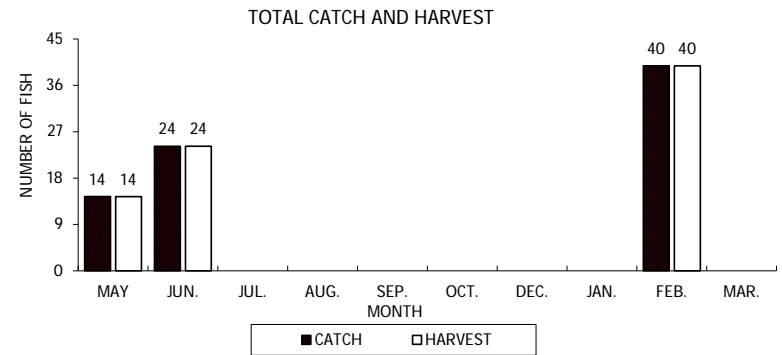 TOTAL CATCH AND HARVEST
45
36
27
18
9
0
NUMBER OF FISH
14 14
24 24
40 40
MAY JUN. JUL. AUG. SEP. OCT. DEC. JAN. FEB. MAR.
MONTH
CATCH HARVEST